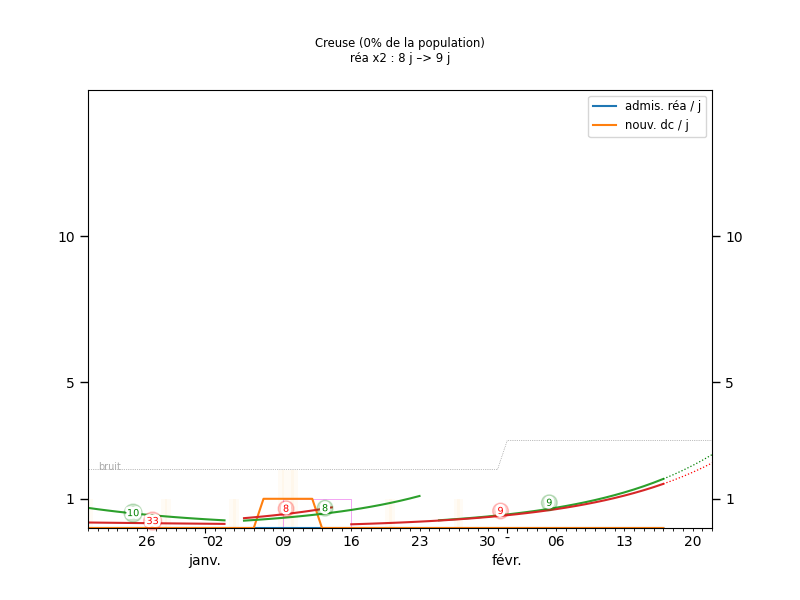 Creuse (0% de la population)
réa x2 : 8 j –> 9 j
admis. réa / j
nouv. dc / j
10 10
5 5
bruit
1 1
-10 -33 8 8 9 9
26 02 09 16 23 30 06 13 20
janv. févr.